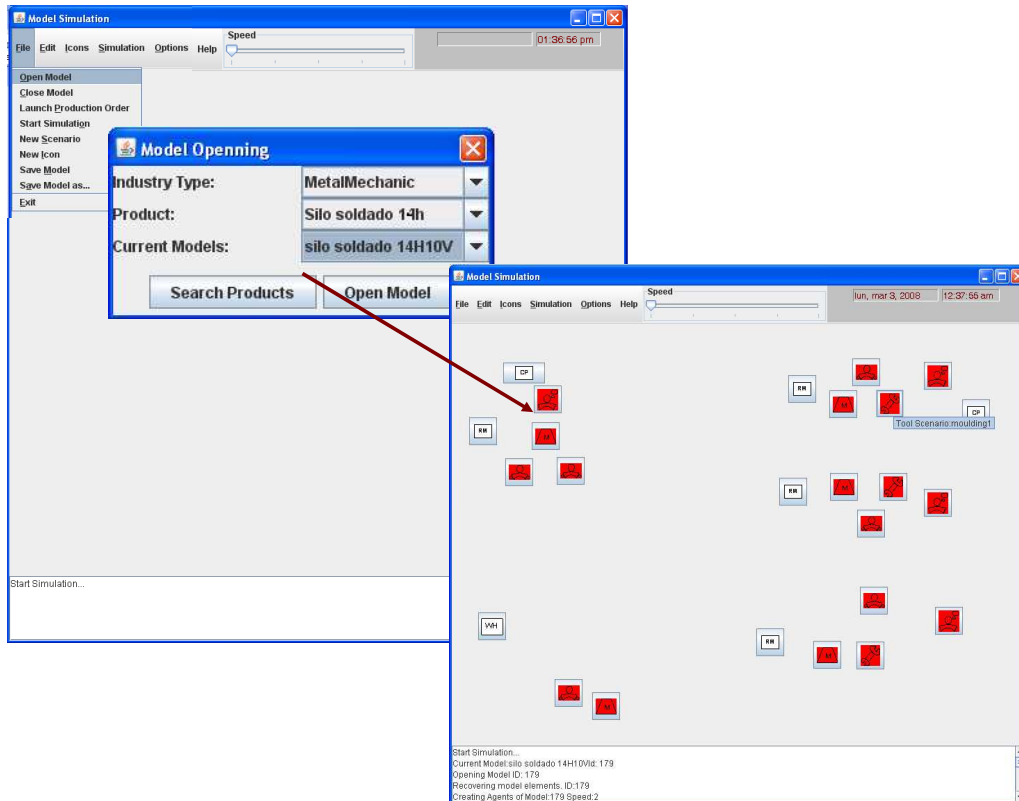 Model Simulation
File Edit Icons Simulation Options Help
Speed
01:36:56 pm
Open Model
Close Model
Launch Production Order
Start Simulation
New Scenario
New Icon
Save Model
Save Model as...
Exit
Model Openning
Industry Type: MetalMechanic
Product: Silo soldado 14h
Current Models: silo soldado 14H10V
Search Products Open Model
Start Simulation...
Model Simulation
File Edit Icons Simulation Options Help
Speed
lun, mar 3, 2008 12:37:55 am
CP
RM
M
RM
M
CP
Tool Scenario:moulding1
RM
M
WH
RM
M
M
Start Simulation...
Current Model:silo soldado 14H10VId: 179
Opening Model ID: 179
Recovering model elements. ID:179
Creating Agents of Model:179 Speed:2